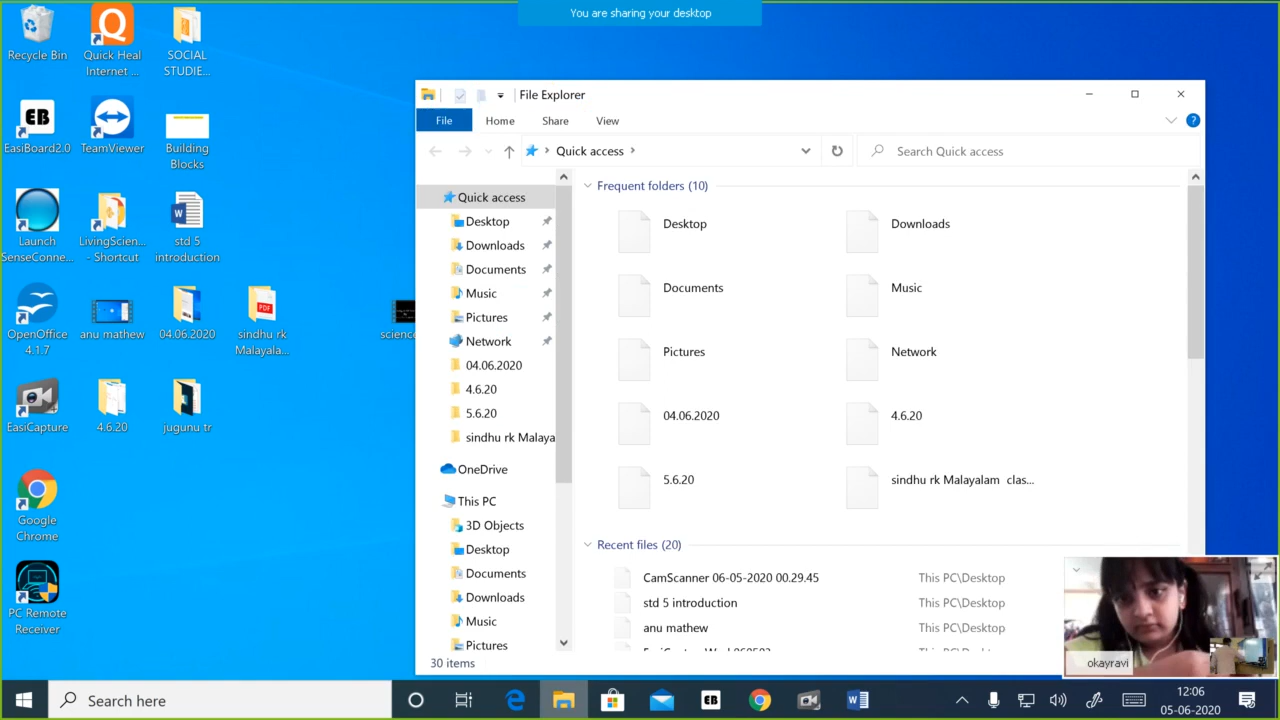 You are sharing your desktop
Recycle Bin
Quick Heal
Internet ...
SOCIAL
STUDIE...
EasiBoard2.0
TeamViewer
Building
Blocks
Launch
SenseConne...
LivingScien...
- Shortcut
std 5
introduction
OpenOffice
4.1.7
anu mathew
04.06.2020
sindhu rk
Malayala...
science
EasiCapture
4.6.20
jugunu tr
Google
Chrome
PC Remote
Receiver
File Explorer
File Home Share View
Quick access
Search Quick access
Quick access
Desktop
Downloads
Documents
Music
Pictures
Network
04.06.2020
4.6.20
5.6.20
sindhu rk Malaya
OneDrive
This PC
3D Objects
Desktop
Documents
Downloads
Music
Pictures
Frequent folders (10)
Desktop Downloads
Documents Music
Pictures Network
04.06.2020 4.6.20
5.6.20 sindhu rk Malayalam clas...
Recent files (20)
CamScanner 06-05-2020 00.29.45 This PC\Desktop
std 5 introduction This PC\Desktop
anu mathew This PC\Desktop
30 items
okayravi
Search here
EB
12:06
05-06-2020